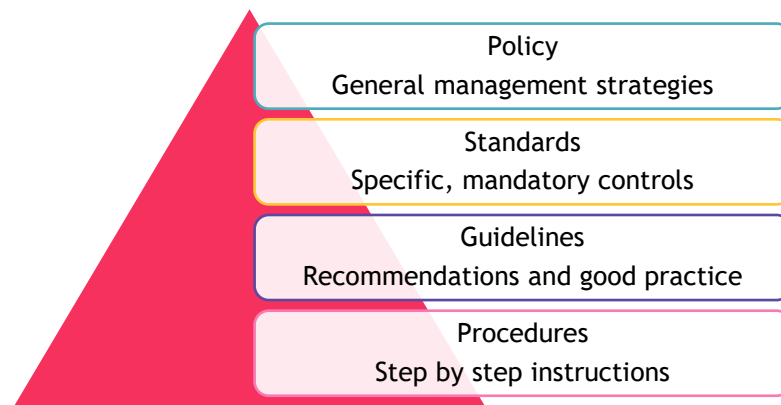 Policy
General management strategies
Standards
Specific, mandatory controls
Guidelines
Recommendations and good practice
Procedures
Step by step instructions